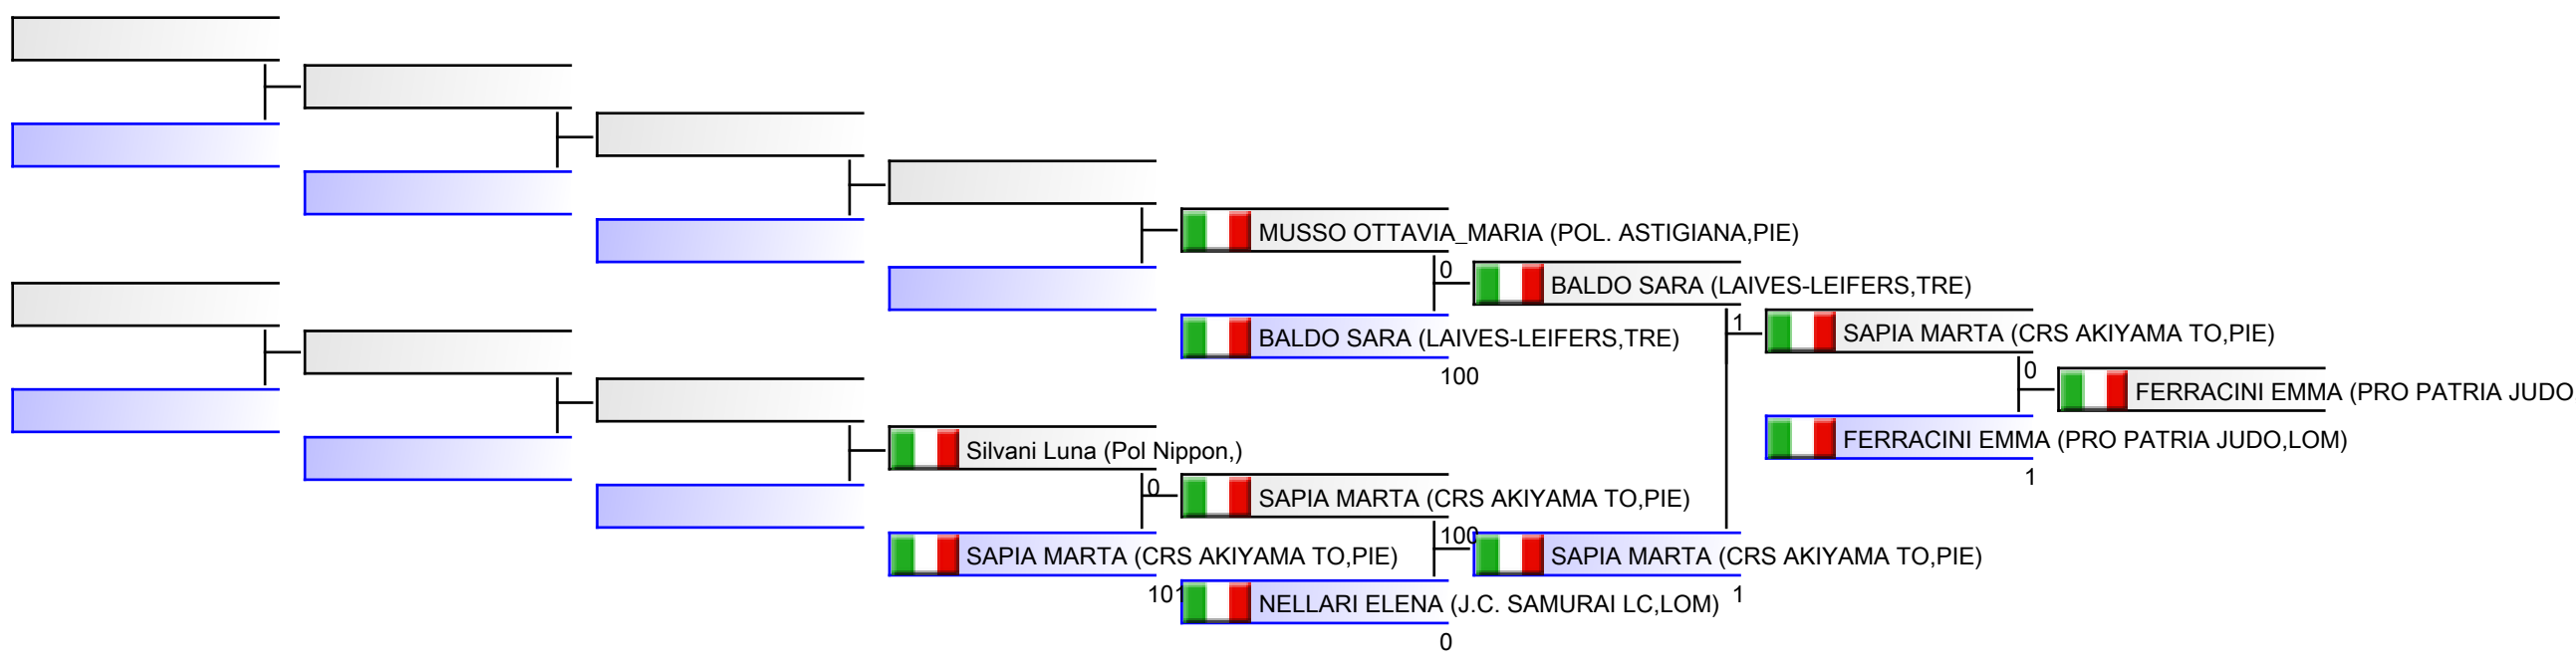 MUSSO OTTAVIA_MARIA (POL. ASTIGIANA,PIE)
0
BALDO SARA (LAIVES-LEIFERS,TRE)
BALDO SARA (LAIVES-LEIFERS,TRE)
100
1
SAPIA MARTA (CRS AKIYAMA TO,PIE)
0
FERRACINI EMMA (PRO PATRIA JUDO
FERRACINI EMMA (PRO PATRIA JUDO,LOM)
1
Silvani Luna (Pol Nippon,)
0
SAPIA MARTA (CRS AKIYAMA TO,PIE)
100
SAPIA MARTA (CRS AKIYAMA TO,PIE)
101
SAPIA MARTA (CRS AKIYAMA TO,PIE)
1
NELLARI ELENA (J.C. SAMURAI LC,LOM)
0